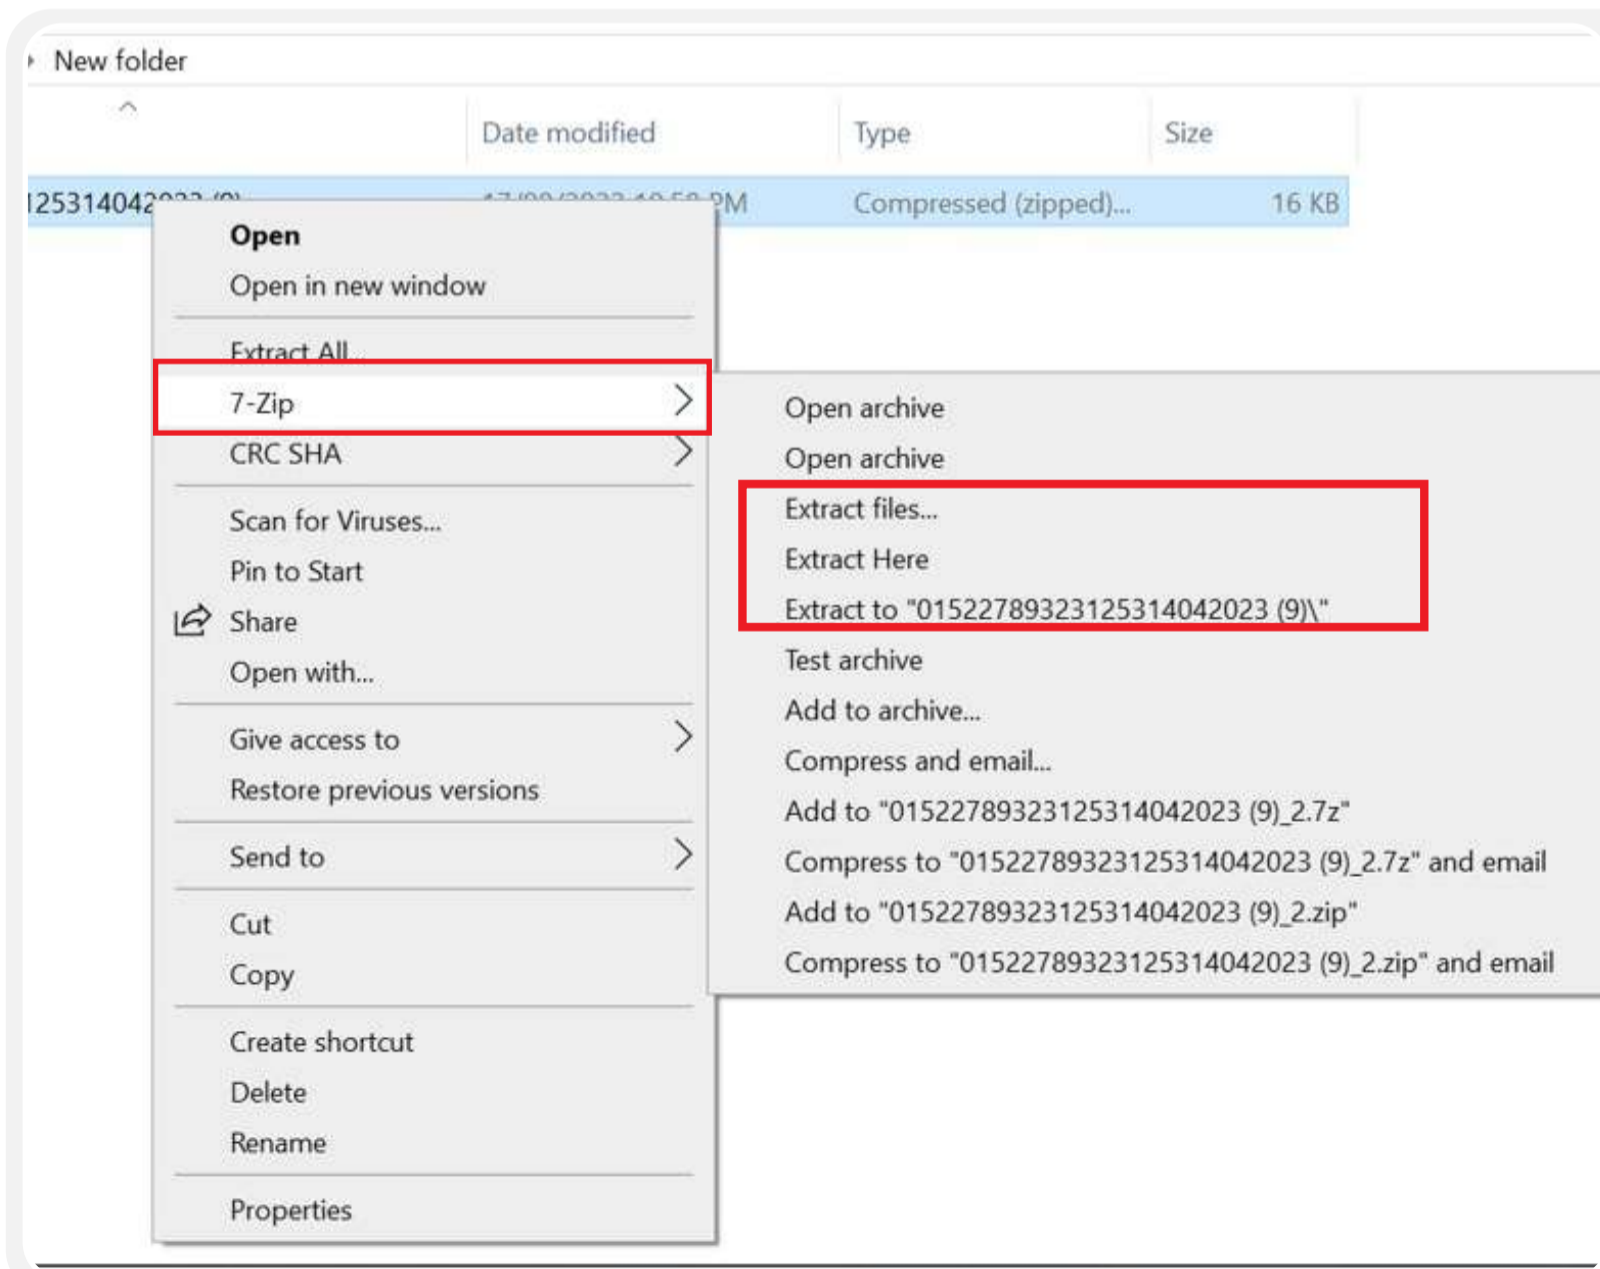 New folder
Date modified Type Size
PM Compressed (zipped)... 16 KB
Open
Open in new window
Extract All...
7-Zip
CRC SHA
Scan for Viruses...
Pin to Start
Share
Open with...
Give access to
Restore previous versions
Send to
Cut
Copy
Create shortcut
Delete
Rename
Properties
Open archive
Open archive
Extract files...
Extract Here
Extract to "01522789323125314042023 (9)\"
Test archive
Add to archive...
Compress and email...
Add to "01522789323125314042023 (9)_2.7z"
Compress to "01522789323125314042023 (9)_2.7z" and email
Add to "01522789323125314042023 (9)_2.zip"
Compress to "01522789323125314042023 (9)_2.zip" and email